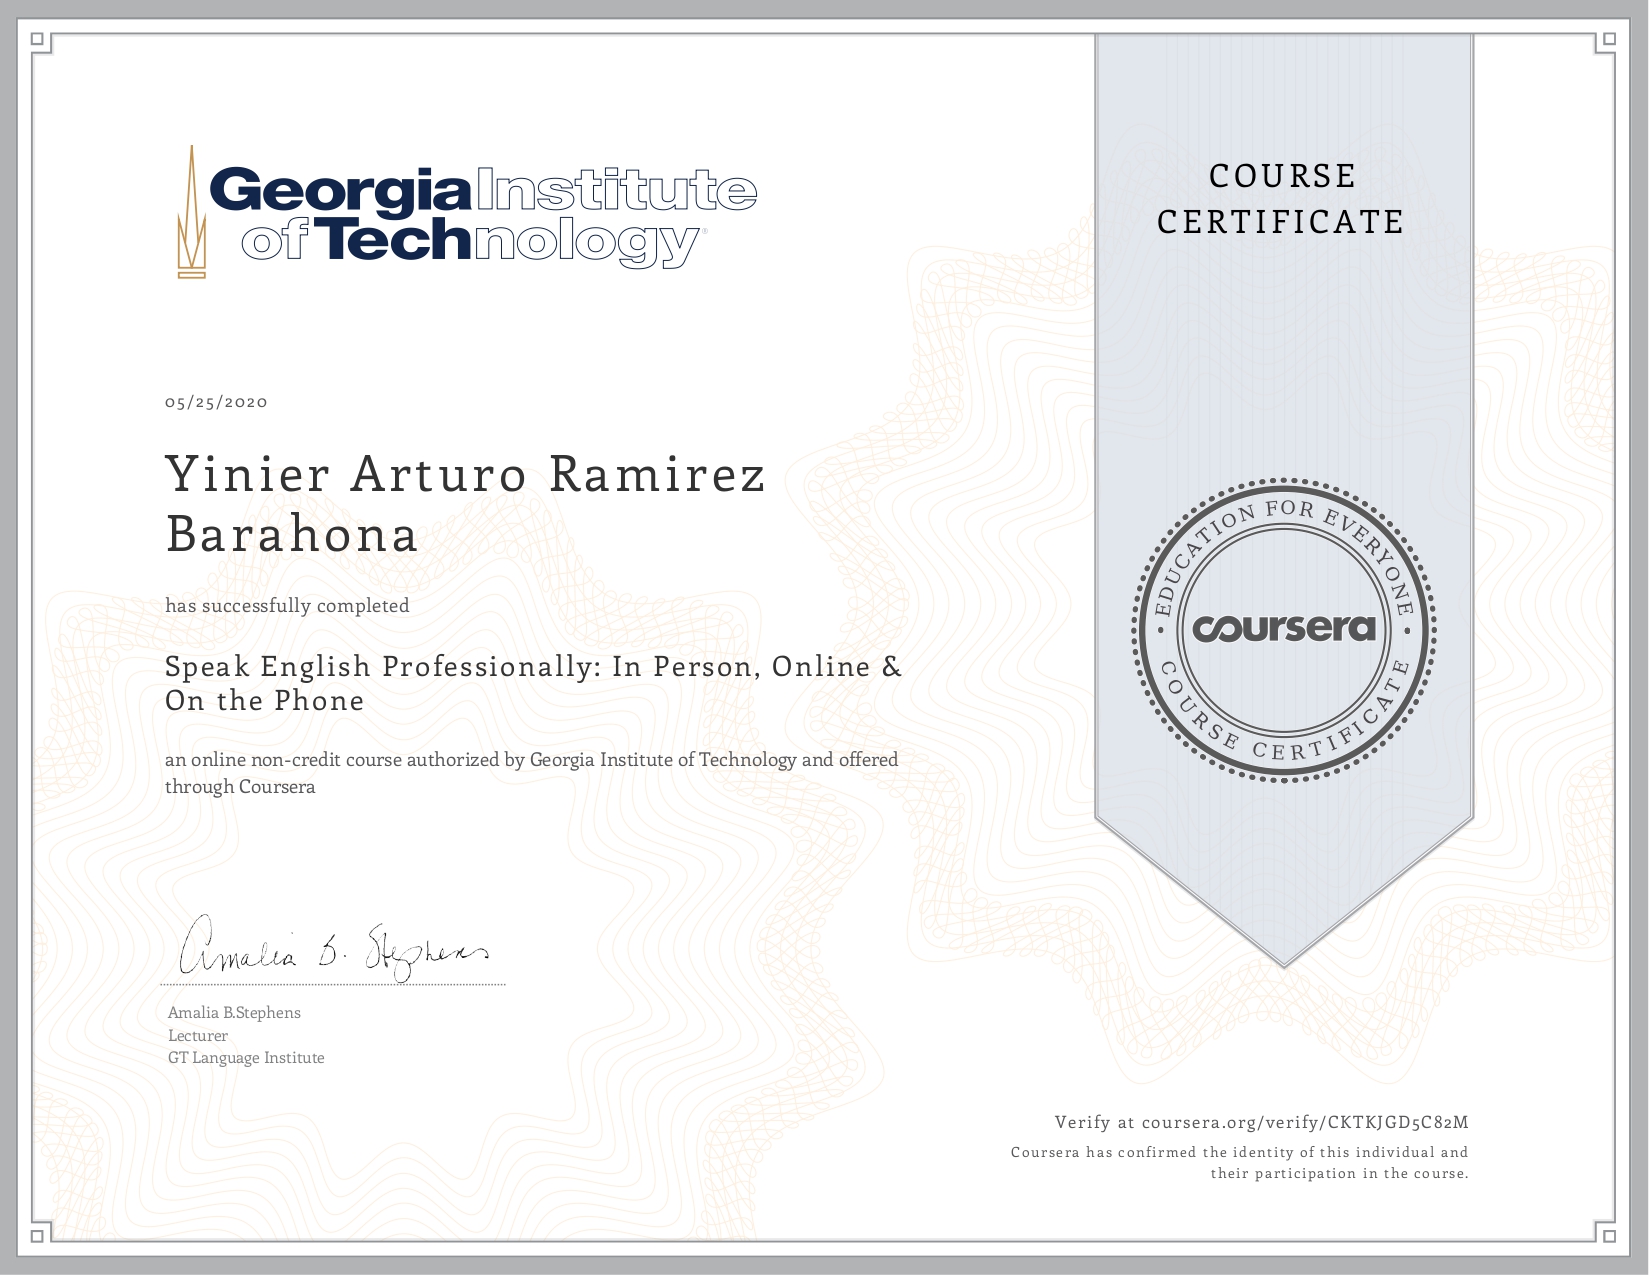 Georgia Institute
of Technology®
COURSE
CERTIFICATE
05/25/2020
Yinier Arturo Ramirez
Barahona
has successfully completed
Speak English Professionally: In Person, Online &
On the Phone
an online non-credit course authorized by Georgia Institute of Technology and offered
through Coursera
EDUCATION FOR EVERYONE
coursera
COURSE CERTIFICATE
Amalia B. Stephens
Amalia B.Stephens
Lecturer
GT Language Institute
Verify at coursera.org/verify/CKTKJGD5C82M
Coursera has confirmed the identity of this individual and
their participation in the course.